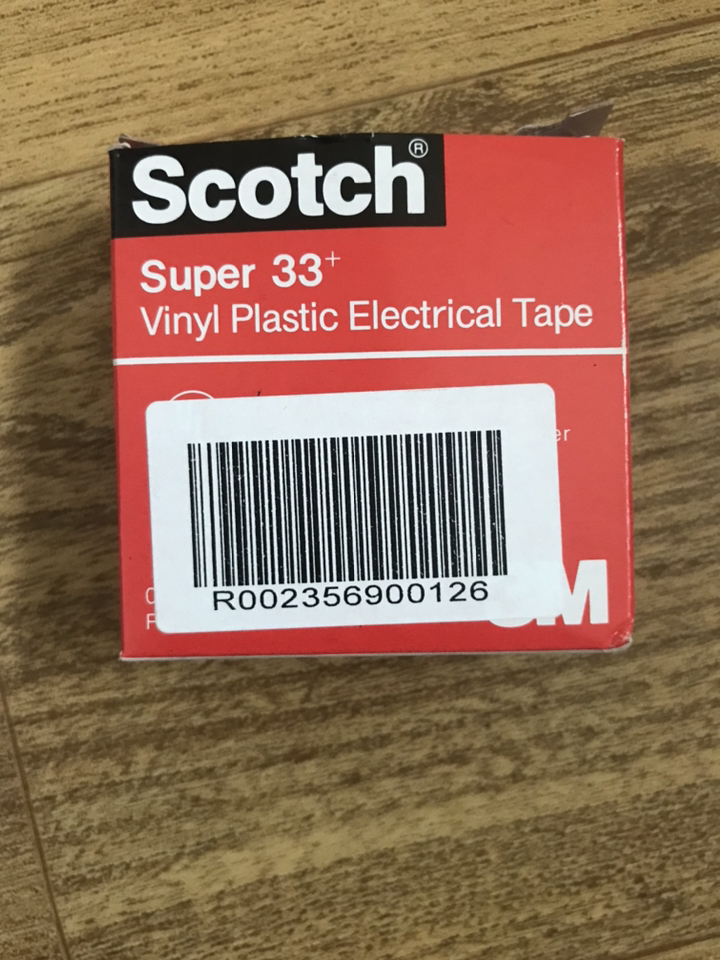 Scotch®
Super 33+
Vinyl Plastic Electrical Tape
R002356900126